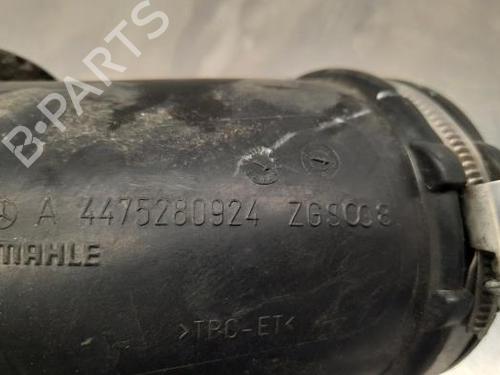 B-PARTS
A 4475280924 ZGS008
MAHLE
>TPC-ET<